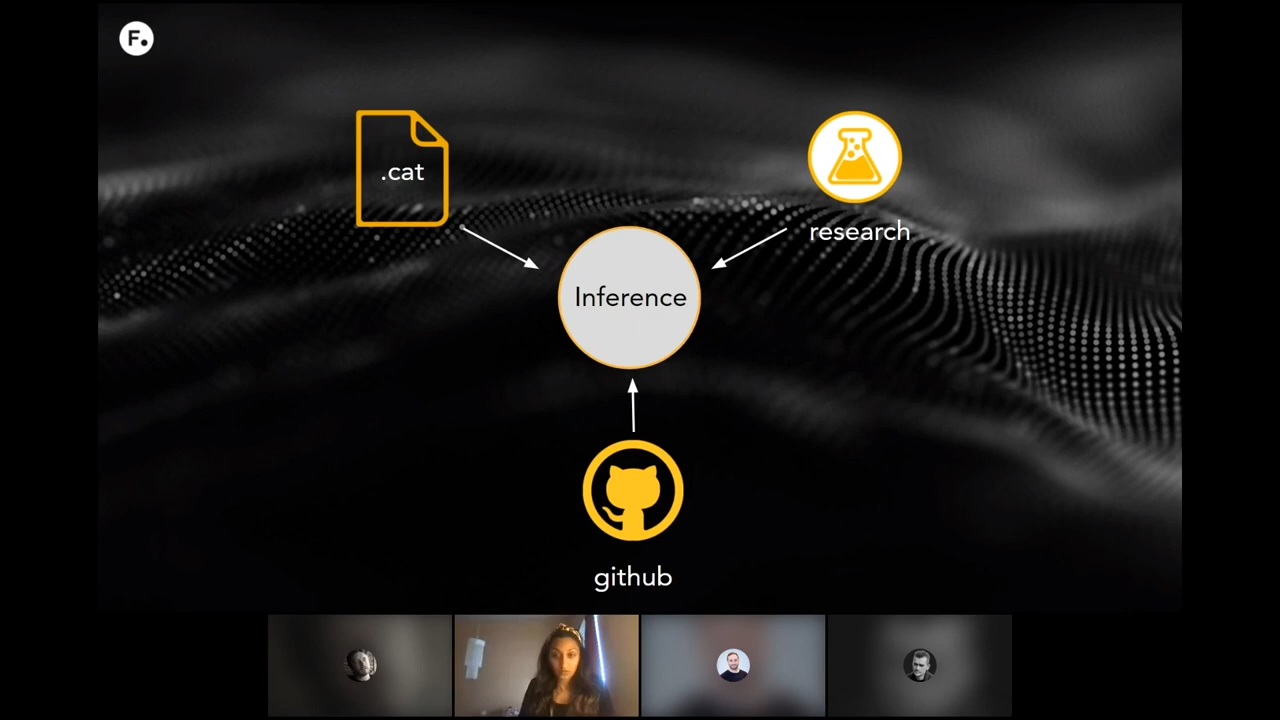 F.
.cat
research
Inference
github